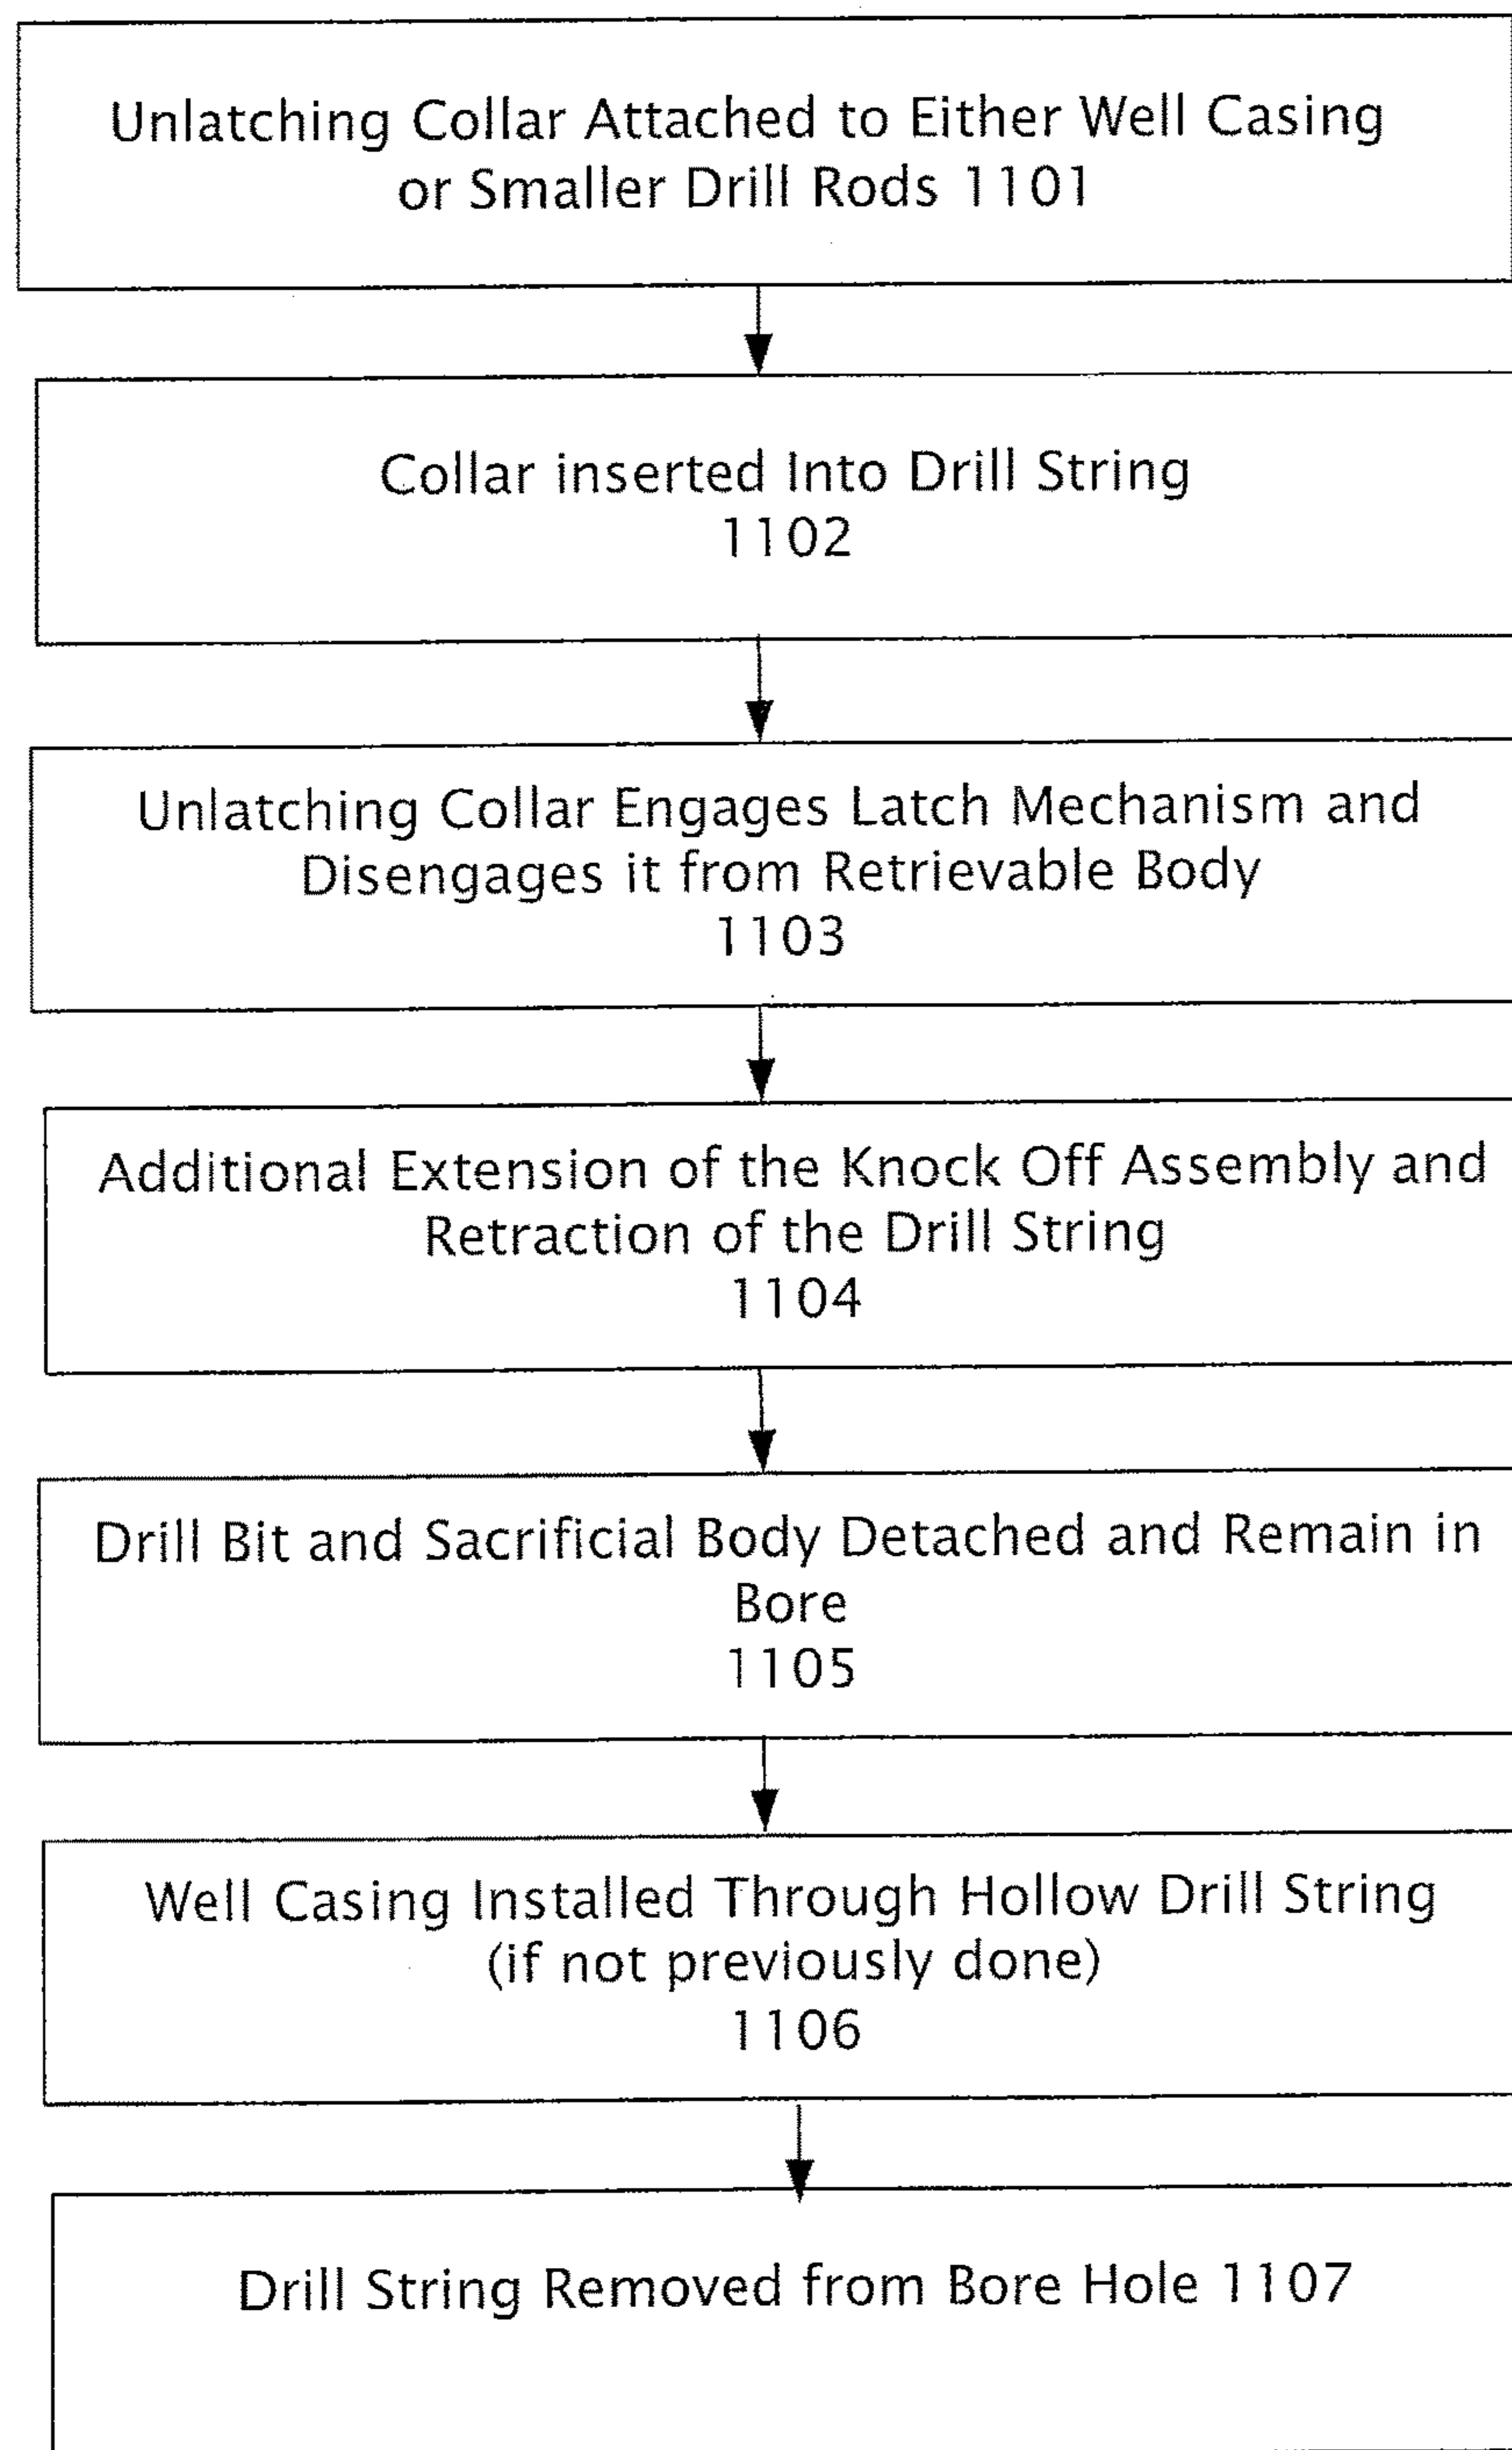 Unlatching Collar Attached to Either Well Casing
or Smaller Drill Rods 1101
Collar inserted Into Drill String
1102
Unlatching Collar Engages Latch Mechanism and
Disengages it from Retrievable Body
1103
Additional Extension of the Knock Off Assembly and
Retraction of the Drill String
1104
Drill Bit and Sacrificial Body Detached and Remain in
Bore
1105
Well Casing Installed Through Hollow Drill String
(if not previously done)
1106
Drill String Removed from Bore Hole 1107